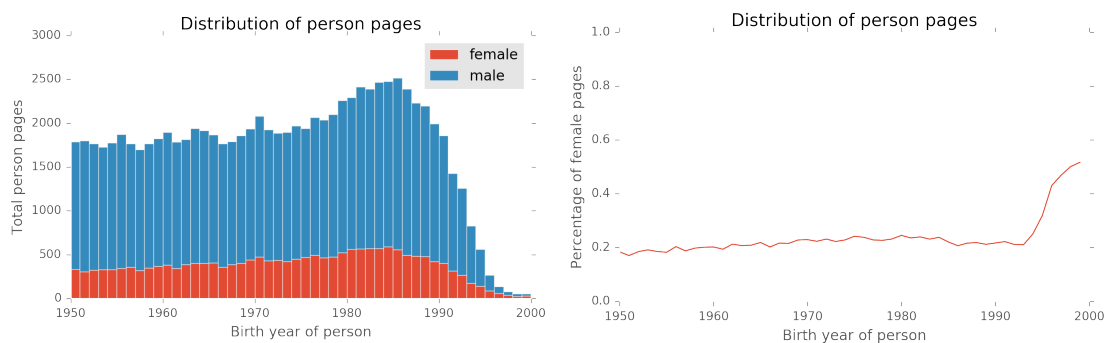 Distribution of person pages
3000
2500
2000
1500
1000
500
0
Total person pages
female
male
1950 1960 1970 1980 1990 2000
Birth year of person
Distribution of person pages
1.0
0.8
0.6
0.4
0.2
0.0
Percentage of female pages
1950 1960 1970 1980 1990 2000
Birth year of person